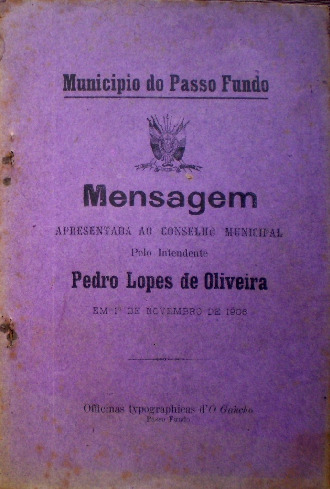 Municipio do Passo Fundo
Mensagem
APRESENTADA AO CONSELHO MUNICIPAL
Pelo Intendente
Pedro Lopes de Oliveira
EM 1º DE NOVEMBRO DE 1906
Officinas typographicas d'O Gaúcho
Passo Fundo